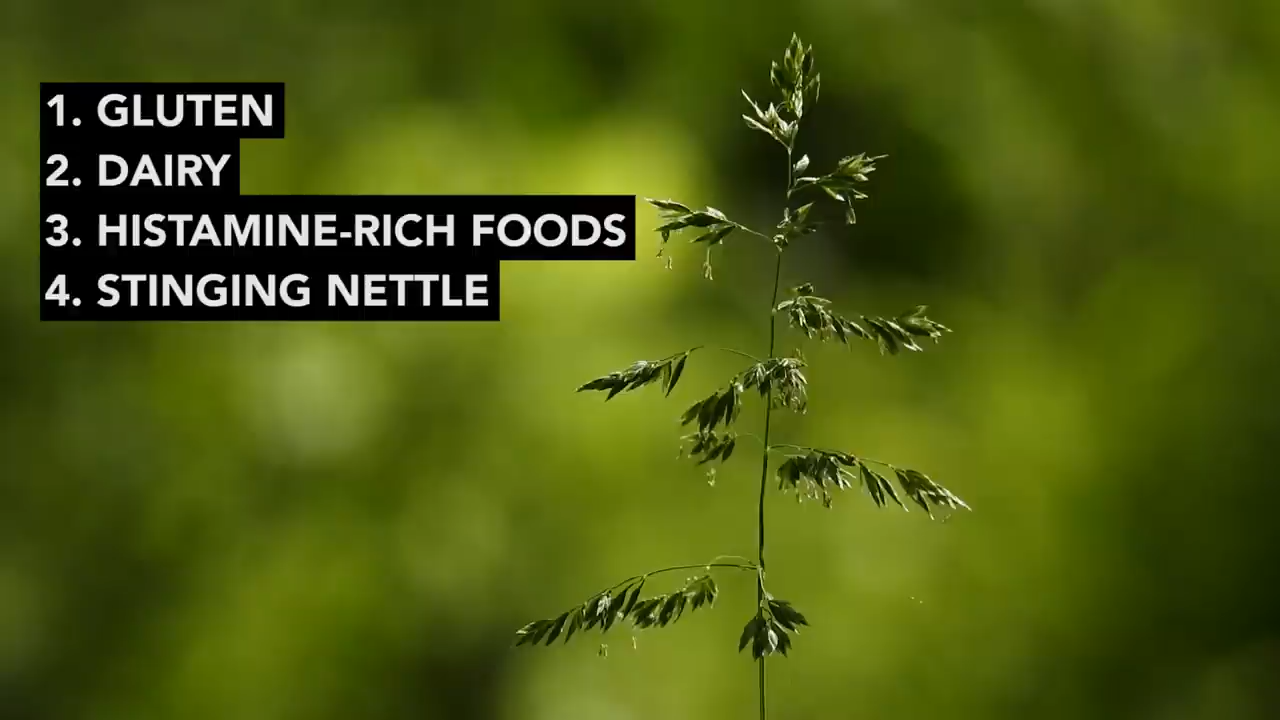 1. GLUTEN
2. DAIRY
3. HISTAMINE-RICH FOODS
4. STINGING NETTLE